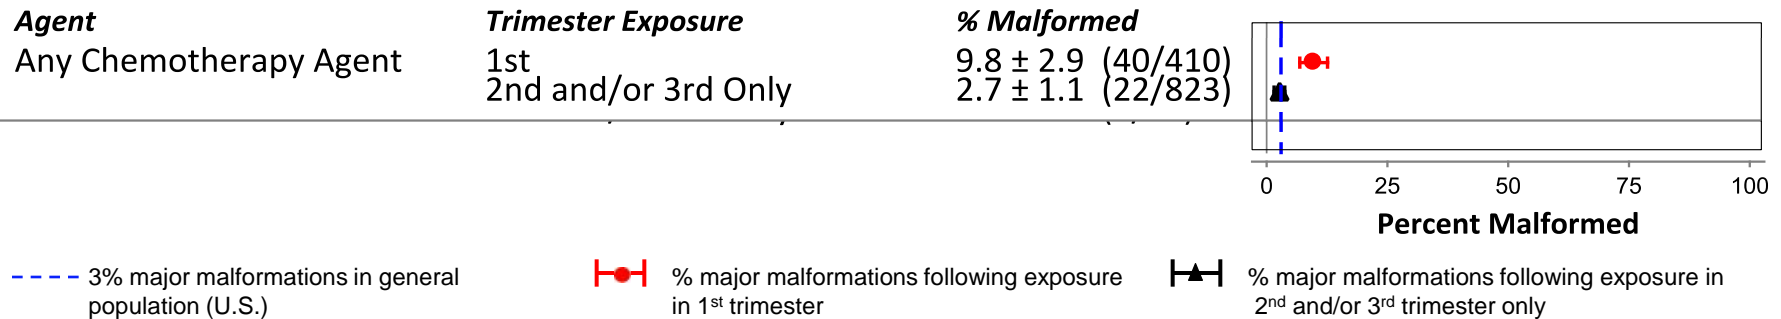 Agent Trimester Exposure % Malformed
Any Chemotherapy Agent 1st 9.8 ± 2.9 (40/410)
2nd and/or 3rd Only 2.7 ± 1.1 (22/823)
0 25 50 75 100
Percent Malformed
3% major malformations in general
population (U.S.)
% major malformations following exposure
in 1st trimester
% major malformations following exposure in
2nd and/or 3rd trimester only